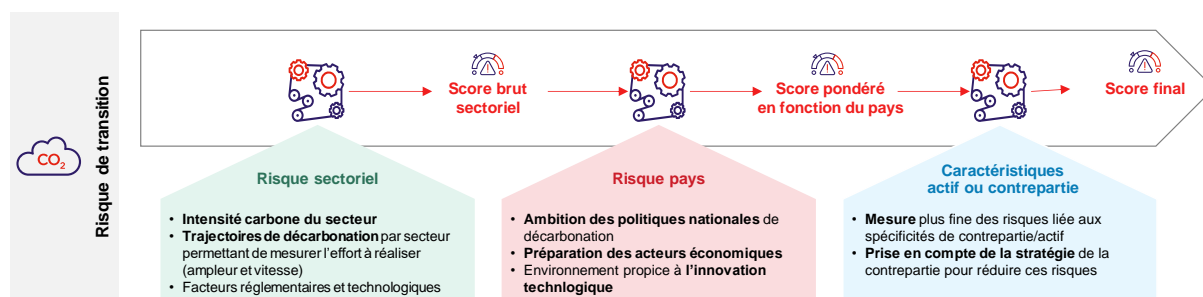 Risque de transition
CO2
Score brut
sectoriel
Score pondéré
en fonction du pays
Score final
Risque sectoriel
• Intensité carbone du secteur
• Trajectoires de décarbonation par secteur
permettant de mesurer l'effort à réaliser
(ampleur et vitesse)
• Facteurs réglementaires et technologiques
Risque pays
• Ambition des politiques nationales de
décarbonation
• Préparation des acteurs économiques
• Environnement propice à l'innovation
technlogique
Caractéristiques
actif ou contrepartie
• Mesure plus fine des risques liée aux
spécificités de contrepartie/actif
• Prise en compte de la stratégie de la
contrepartie pour réduire ces risques